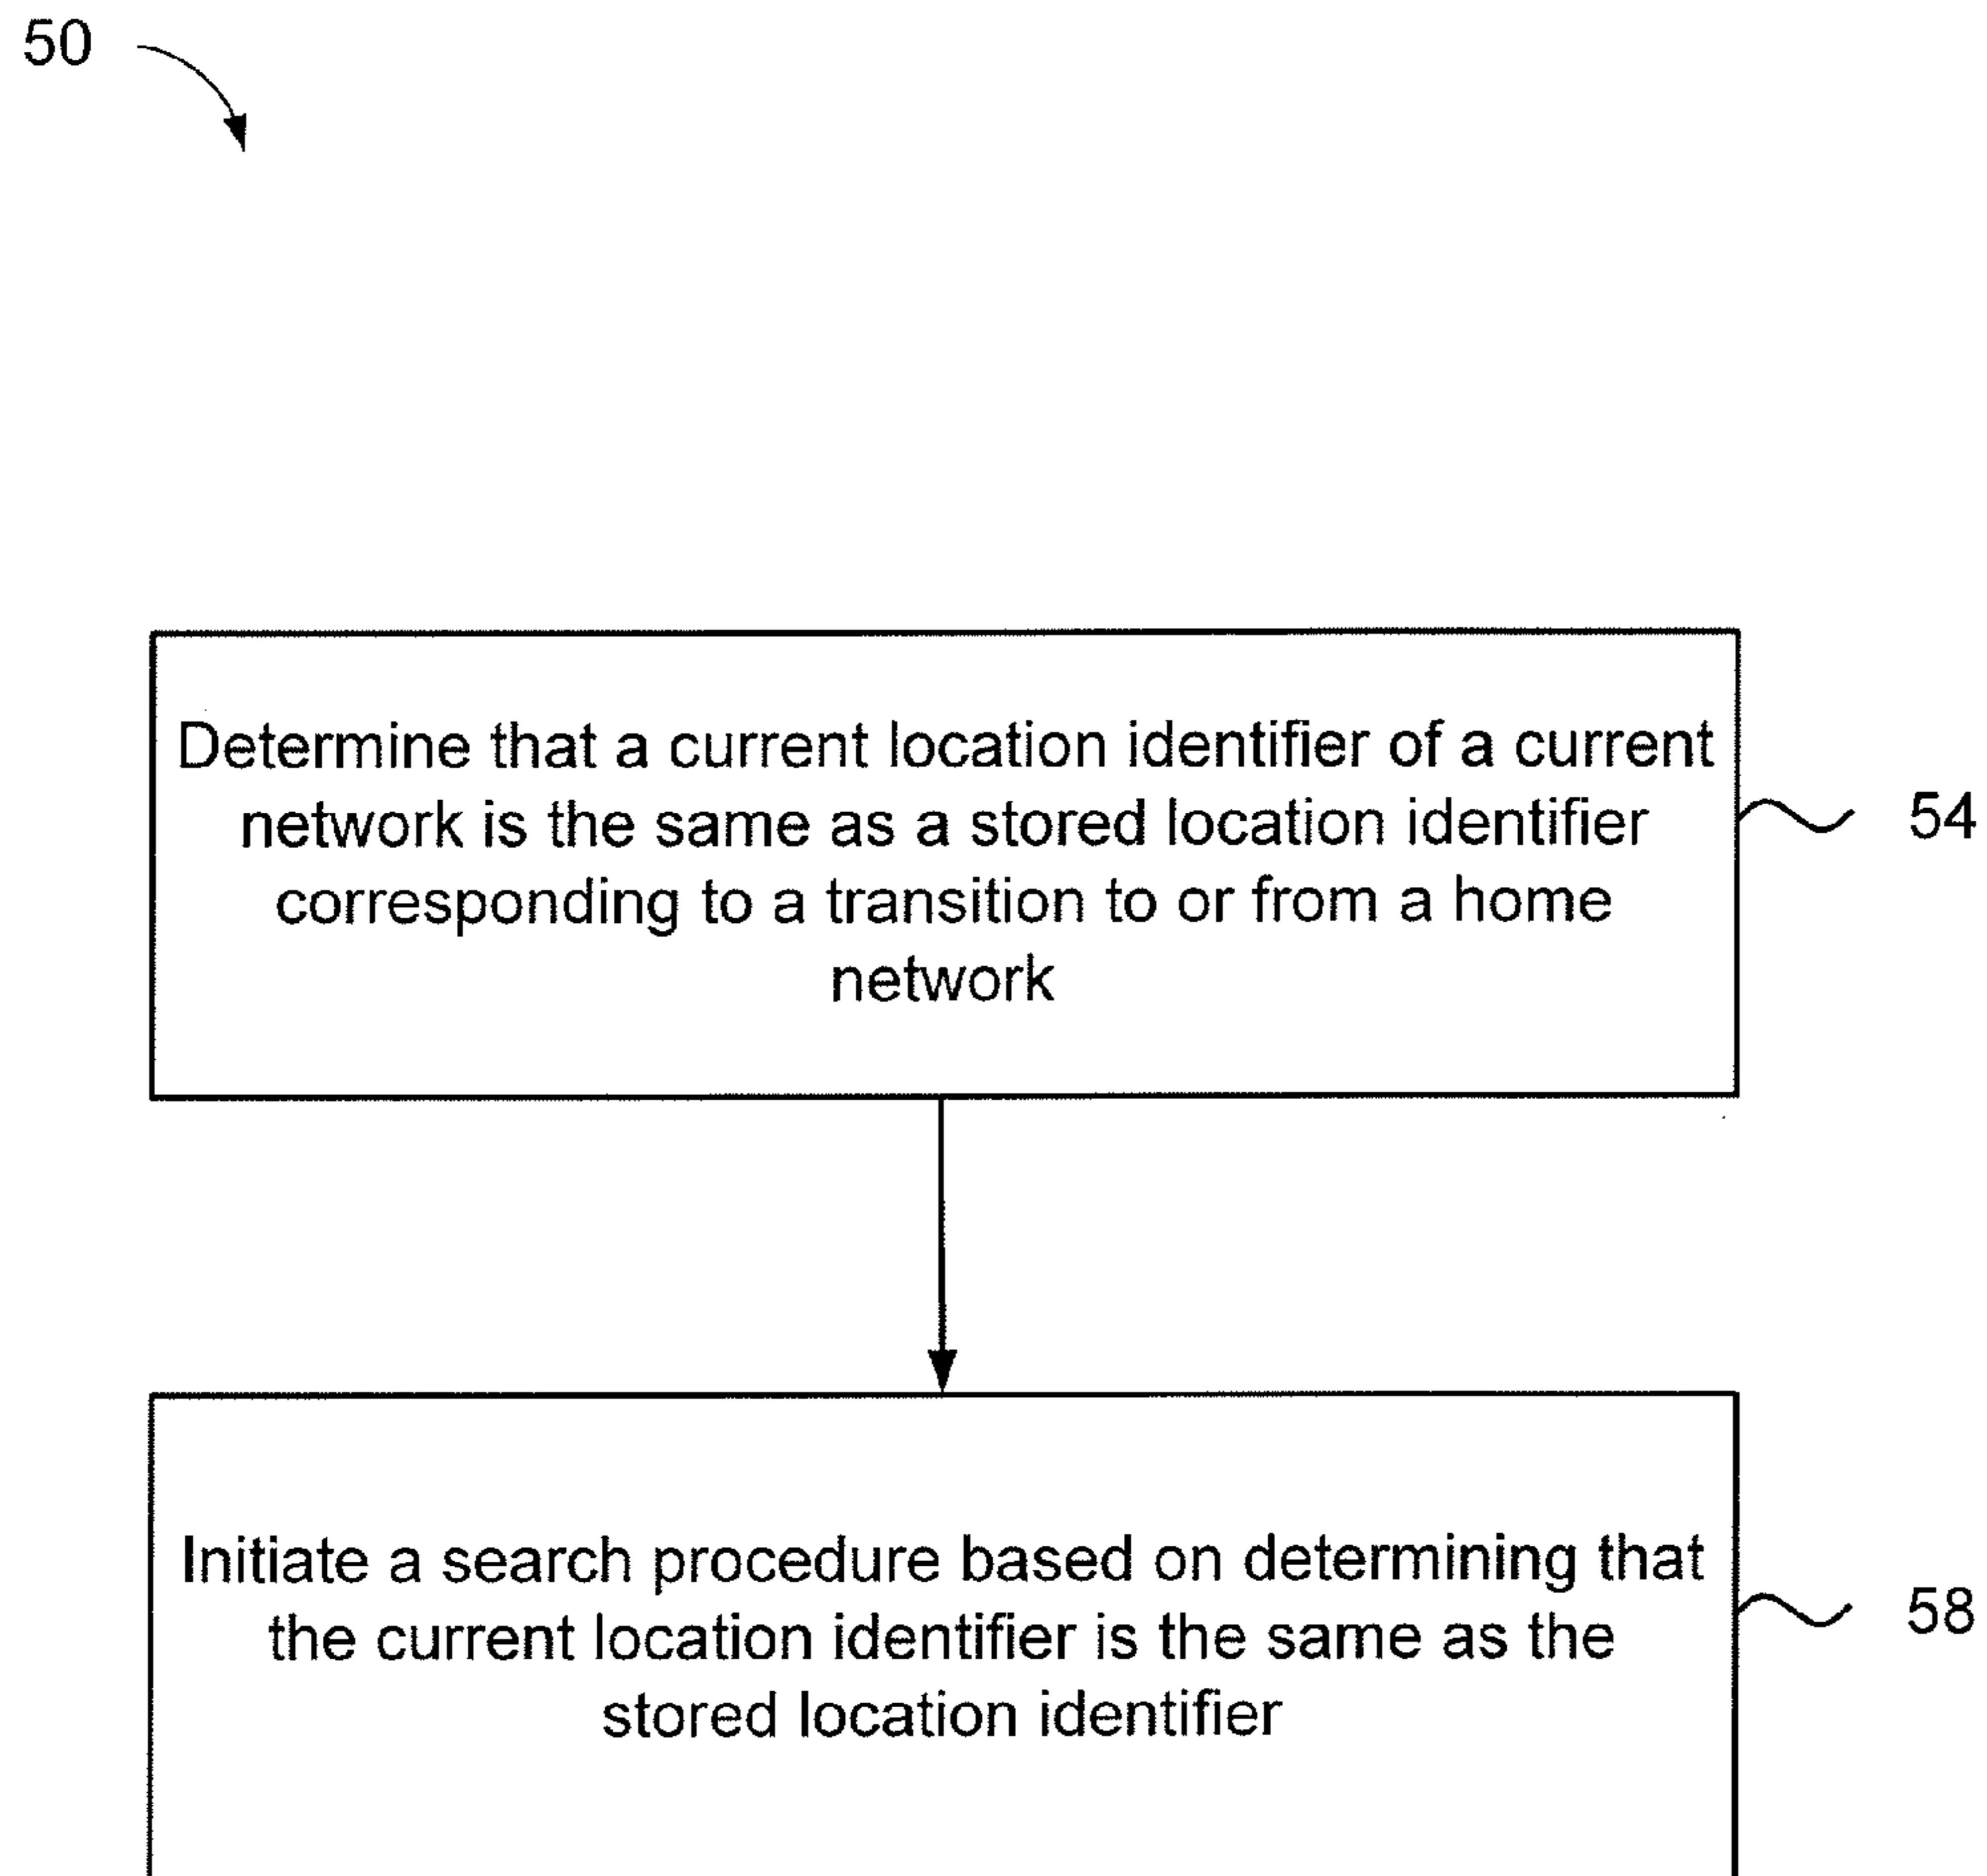 50
Determine that a current location identifier of a current
network is the same as a stored location identifier
corresponding to a transition to or from a home
network
54
Initiate a search procedure based on determining that
the current location identifier is the same as the
stored location identifier
58